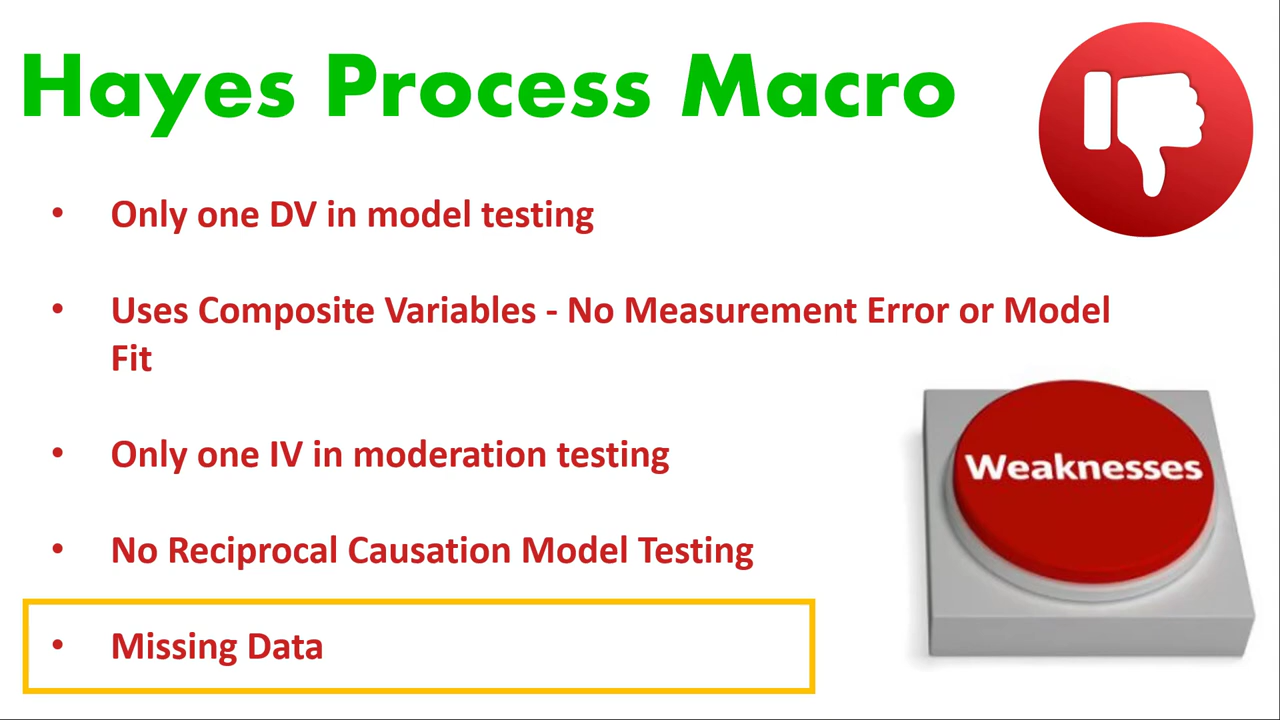 Hayes Process Macro
• Only one DV in model testing
• Uses Composite Variables - No Measurement Error or Model
Fit
• Only one IV in moderation testing
Weaknesses
• No Reciprocal Causation Model Testing
• Missing Data